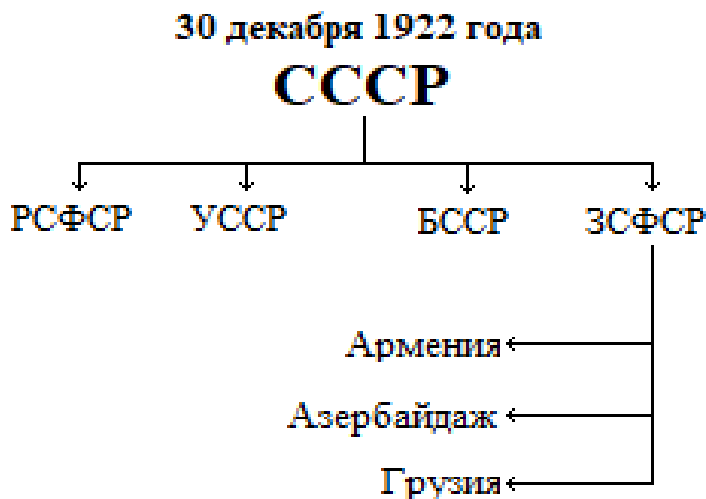 30 декабря 1922 года
СССР
РСФСР УССР БССР ЗСФСР
Армения
Азербайдаж
Грузия